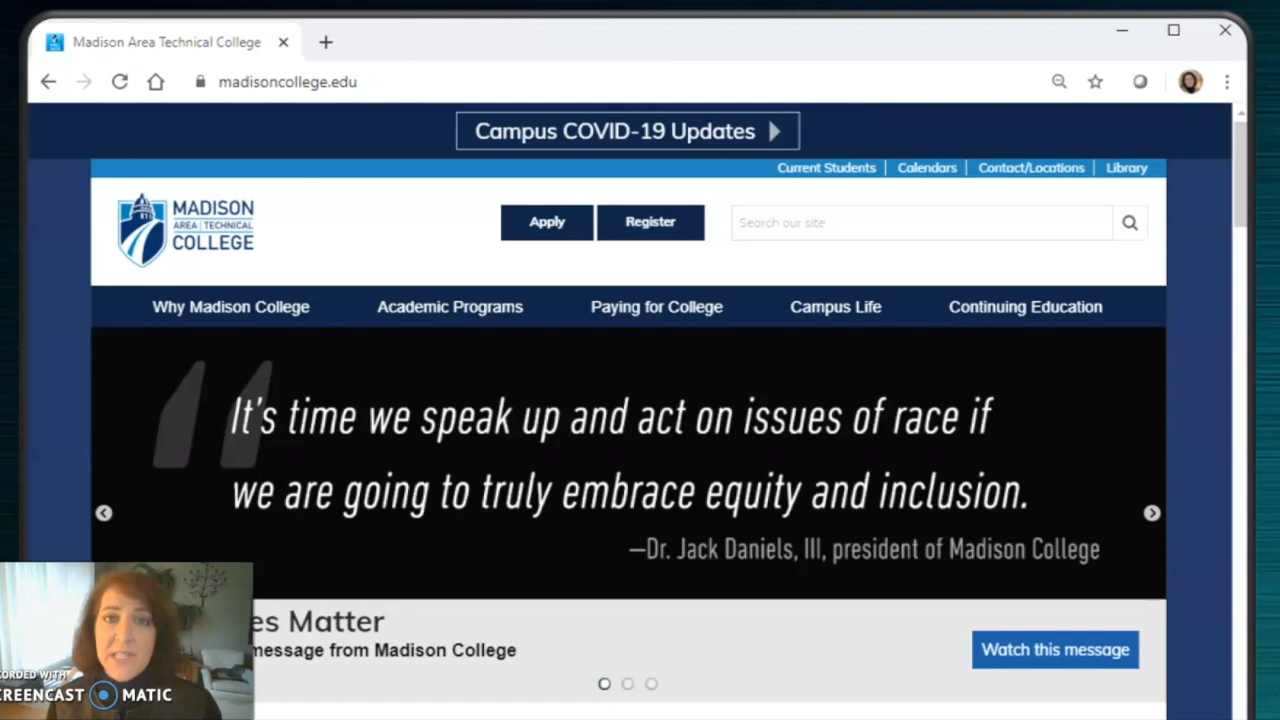 Madison Area Technical College
madisoncollege.edu
Campus COVID-19 Updates
Current Students
Calendars
Contact/Locations
Library
MADISON
AREA TECHNICAL
COLLEGE
Apply
Register
Search our site
Why Madison College
Academic Programs
Paying for College
Campus Life
Continuing Education
“It's time we speak up and act on issues of race if
we are going to truly embrace equity and inclusion.
—Dr. Jack Daniels, III, president of Madison College
es Matter
message from Madison College
Watch this message
CORDED WITH
REENCAST MATIC